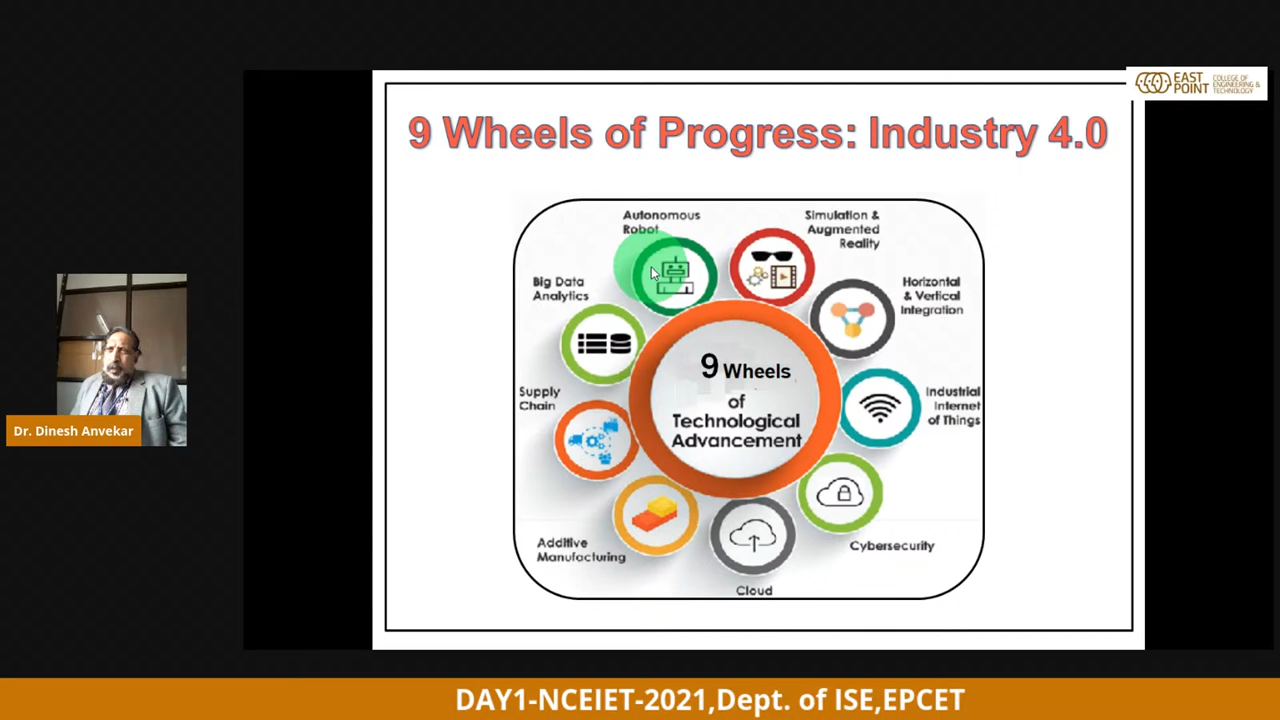 EAST
POINT
COLLEGE OF
ENGINEERING &
TECHNOLOGY
9 Wheels of Progress: Industry 4.0
Autonomous
Robot
Simulation &
Augmented
Reality
Big Data
Analytics
Horizontal
& Vertical
Integration
9 Wheels
of
Technological
Advancement
Supply
Chain
Industrial
Internet
of Things
Additive
Manufacturing
Cybersecurity
Cloud
Dr. Dinesh Anvekar
DAY1-NCEIET-2021,Dept. of ISE,EPCET